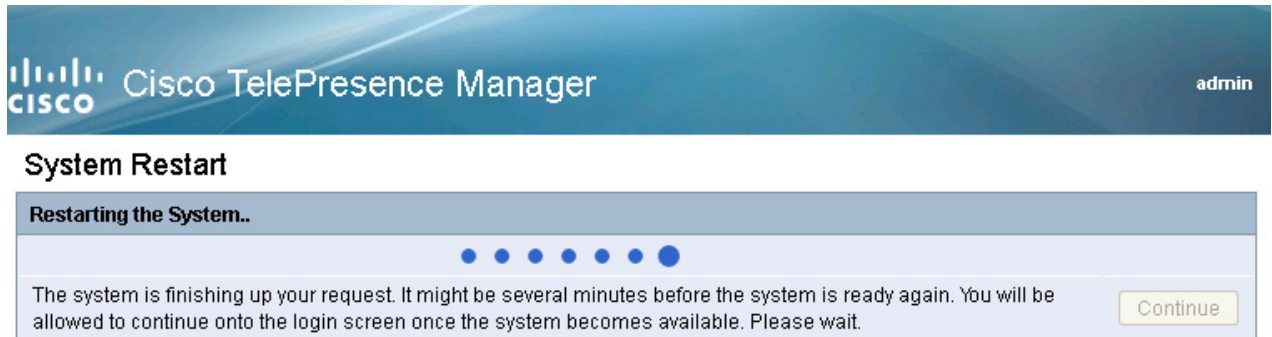 CISCO
Cisco TelePresence Manager
admin
System Restart
Restarting the System..
The system is finishing up your request. It might be several minutes before the system is ready again. You will be
allowed to continue onto the login screen once the system becomes available. Please wait.
Continue